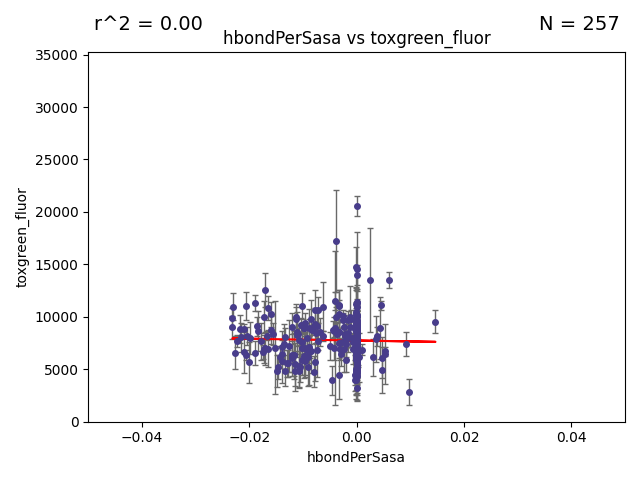 r^2 = 0.00
N = 257
hbondPerSasa vs toxgreen_fluor
35000
30000
25000
20000
15000
10000
5000
0
toxgreen_fluor
−0.04
−0.02
0.00
0.02
0.04
hbondPerSasa